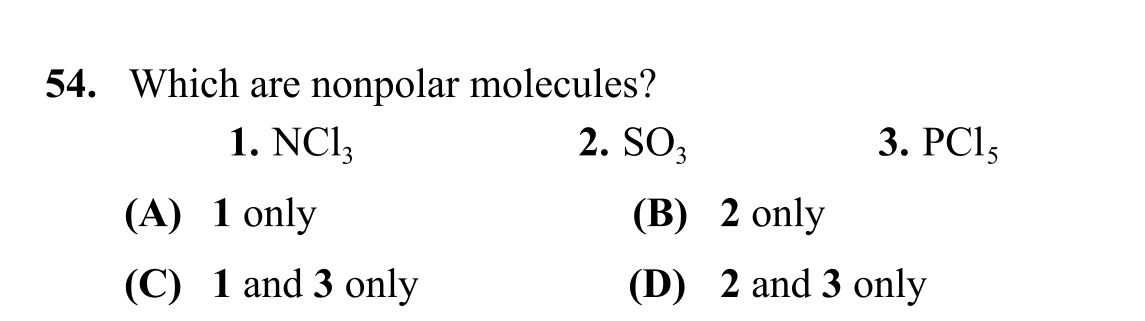 54. Which are nonpolar molecules?
1. NCl₃ 2. SO₃ 3. PCl₅
(A) 1 only (B) 2 only
(C) 1 and 3 only (D) 2 and 3 only